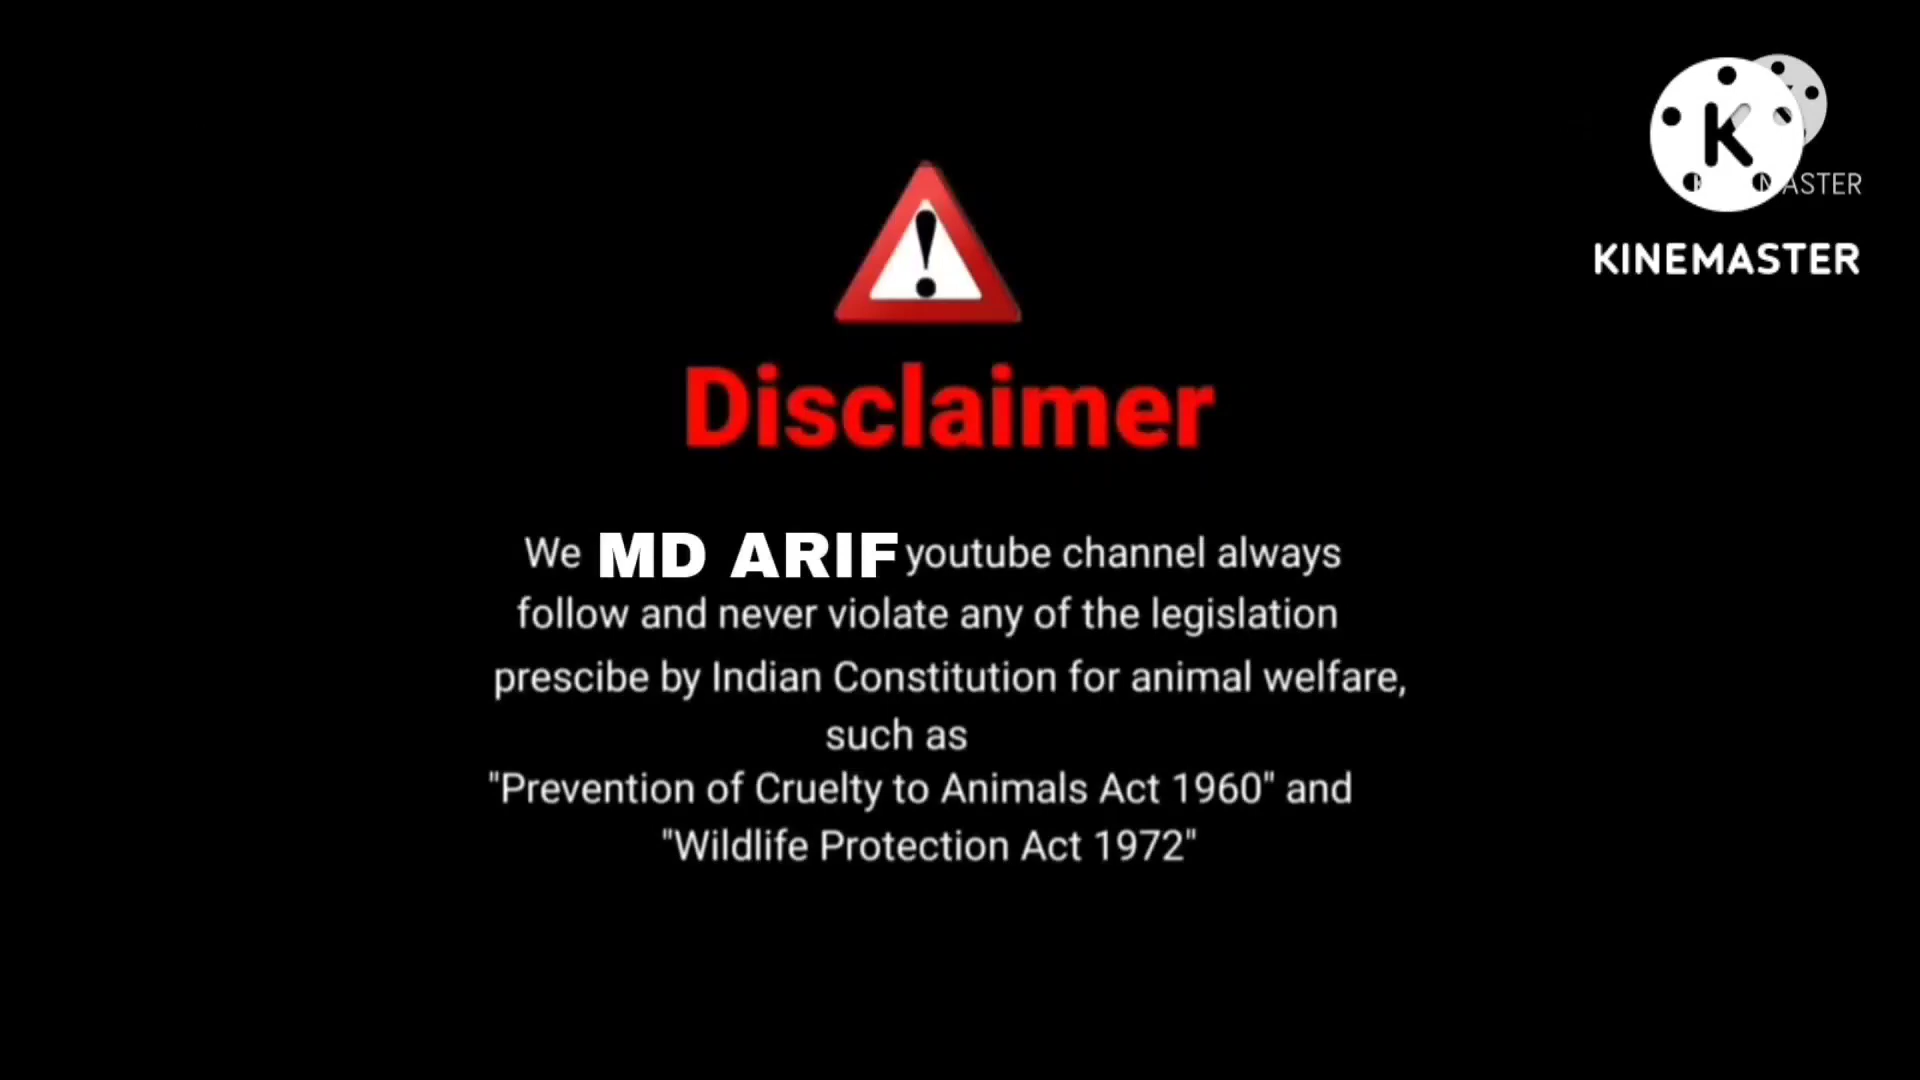 K
MASTER
KINEMASTER
Disclaimer
We MD ARIF youtube channel always
follow and never violate any of the legislation
prescibe by Indian Constitution for animal welfare,
such as
"Prevention of Cruelty to Animals Act 1960" and
"Wildlife Protection Act 1972"